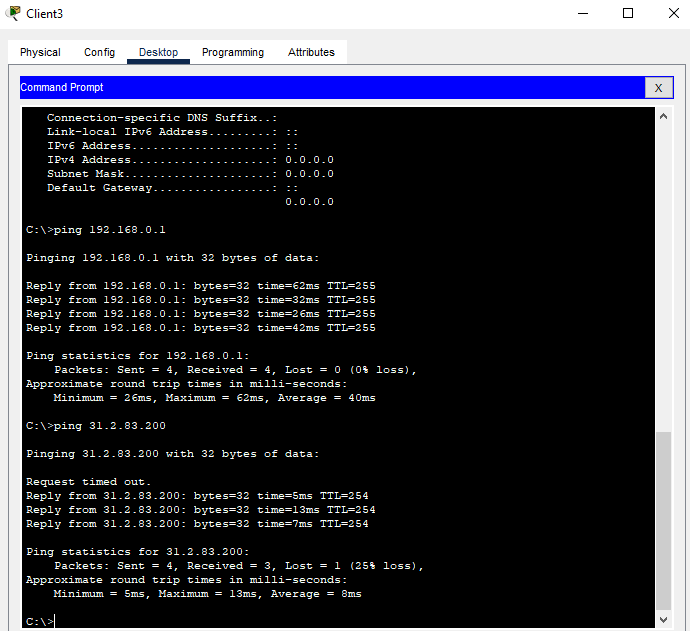 Client3
Physical Config Desktop Programming Attributes
Command Prompt
X
Connection-specific DNS Suffix..:
Link-local IPv6 Address.........: ::
IPv6 Address....................: ::
IPv4 Address....................: 0.0.0.0
Subnet Mask.....................: 0.0.0.0
Default Gateway.................: ::
0.0.0.0
C:\>ping 192.168.0.1
Pinging 192.168.0.1 with 32 bytes of data:
Reply from 192.168.0.1: bytes=32 time=62ms TTL=255
Reply from 192.168.0.1: bytes=32 time=32ms TTL=255
Reply from 192.168.0.1: bytes=32 time=26ms TTL=255
Reply from 192.168.0.1: bytes=32 time=42ms TTL=255
Ping statistics for 192.168.0.1:
Packets: Sent = 4, Received = 4, Lost = 0 (0% loss),
Approximate round trip times in milli-seconds:
Minimum = 26ms, Maximum = 62ms, Average = 40ms
C:\>ping 31.2.83.200
Pinging 31.2.83.200 with 32 bytes of data:
Request timed out.
Reply from 31.2.83.200: bytes=32 time=5ms TTL=254
Reply from 31.2.83.200: bytes=32 time=13ms TTL=254
Reply from 31.2.83.200: bytes=32 time=7ms TTL=254
Ping statistics for 31.2.83.200:
Packets: Sent = 4, Received = 3, Lost = 1 (25% loss),
Approximate round trip times in milli-seconds:
Minimum = 5ms, Maximum = 13ms, Average = 8ms
C:\>